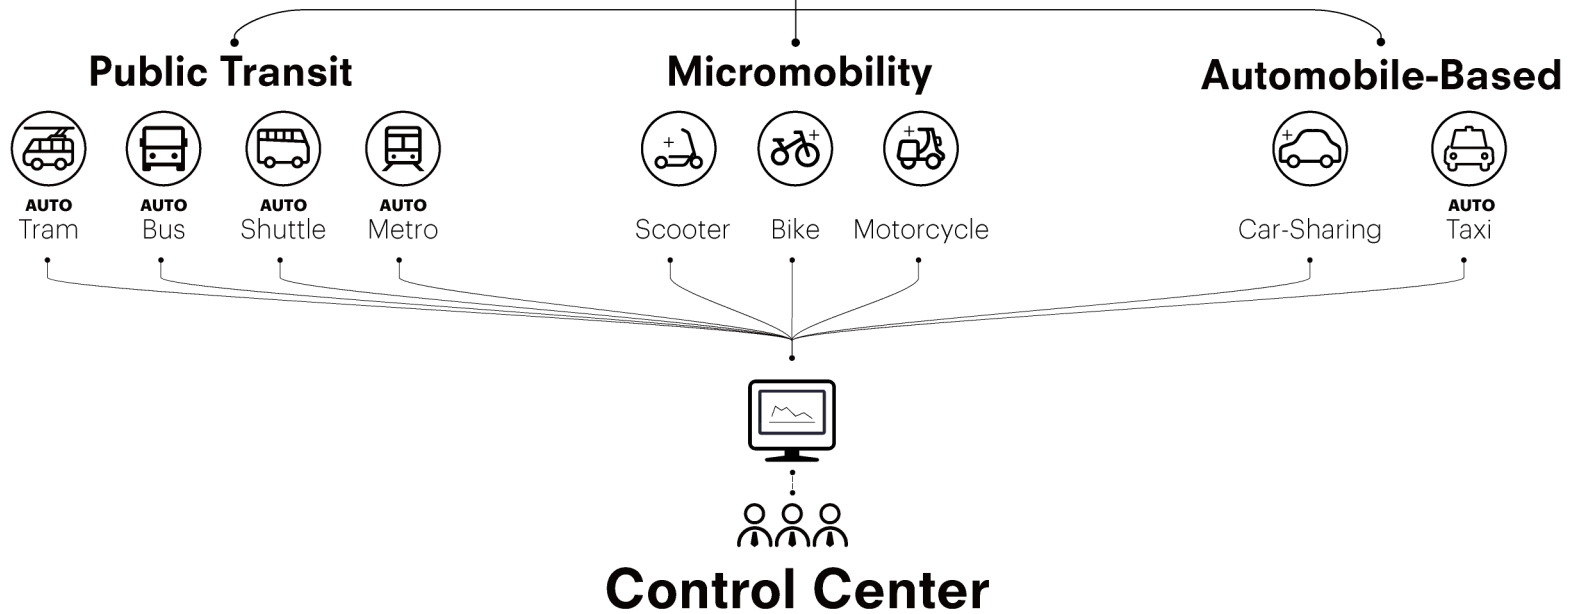 Public Transit
Micromobility
Automobile-Based
AUTO
Tram
AUTO
Bus
AUTO
Shuttle
AUTO
Metro
Scooter
Bike
Motorcycle
Car-Sharing
AUTO
Taxi
Control Center